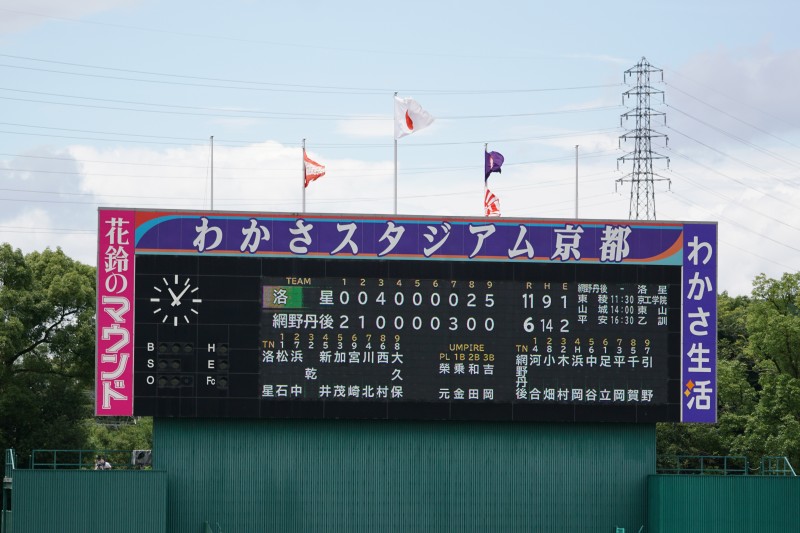 わかさスタジアム京都
花鈴のマウンド
わかさ生活
TEAM 1 2 3 4 5 6 7 8 9 R H E
洛星 0 0 4 0 0 0 0 2 5 11 9 1
網野丹後 2 1 0 0 0 0 3 0 0 6 14 2
網野丹後 - 洛星
東稜 11:30 京工学院
山城 14:00 東山
平安 16:30 乙訓
B H
S E
O Fc
UMPIRE
PL 1B 2B 3B
榮乗和吉
元金田岡
TN 1 2 3 4 5 6 7 8 9
洛松浜新加宮川西大
乾久
星石中井茂崎北村保
TN 1 2 3 4 5 6 7 8 9
網野丹後
河小木浜中足平千引
合畑村岡谷立岡賀野